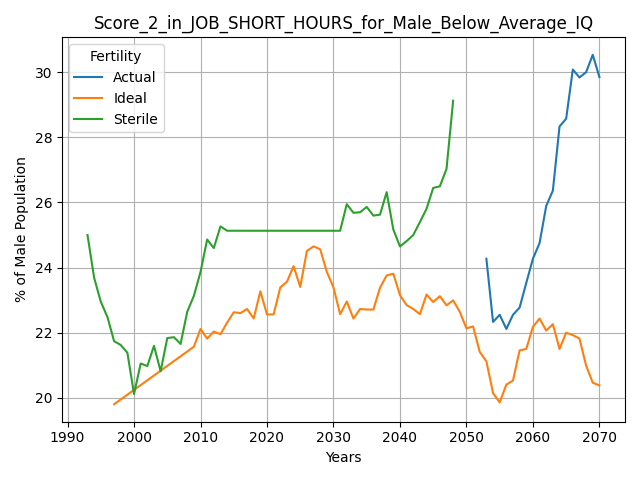 Score_2_in_JOB_SHORT_HOURS_for_Male_Below_Average_IQ
Fertility
Actual
Ideal
Sterile
% of Male Population
30
28
26
24
22
20
1990 2000 2010 2020 2030 2040 2050 2060 2070
Years